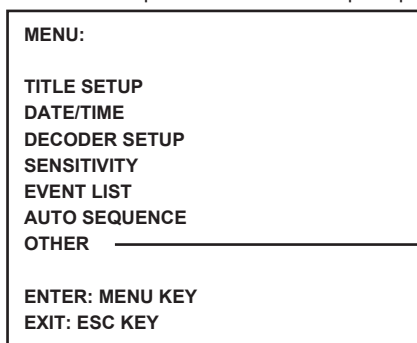 MENU:
TITLE SETUP
DATE/TIME
DECODER SETUP
SENSITIVITY
EVENT LIST
AUTO SEQUENCE
OTHER
ENTER: MENU KEY
EXIT: ESC KEY